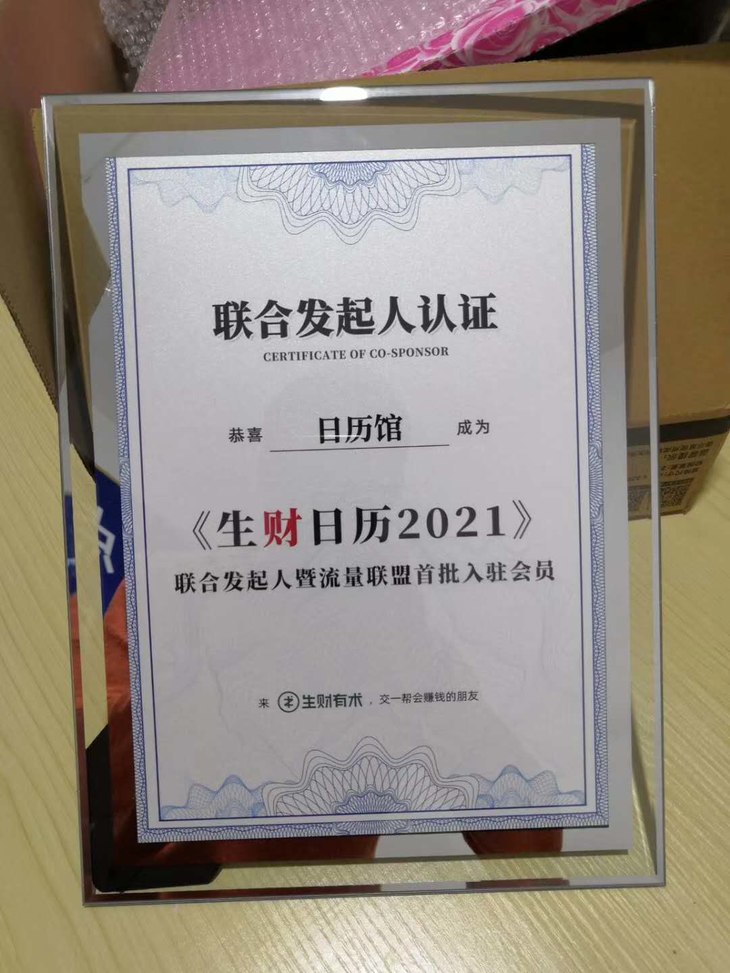 联合发起人认证
CERTIFICATE OF CO-SPONSOR
恭喜 日历馆 成为
《生财日历2021》
联合发起人暨流量联盟首批入驻会员
来 生财有术，交一帮会赚钱的朋友